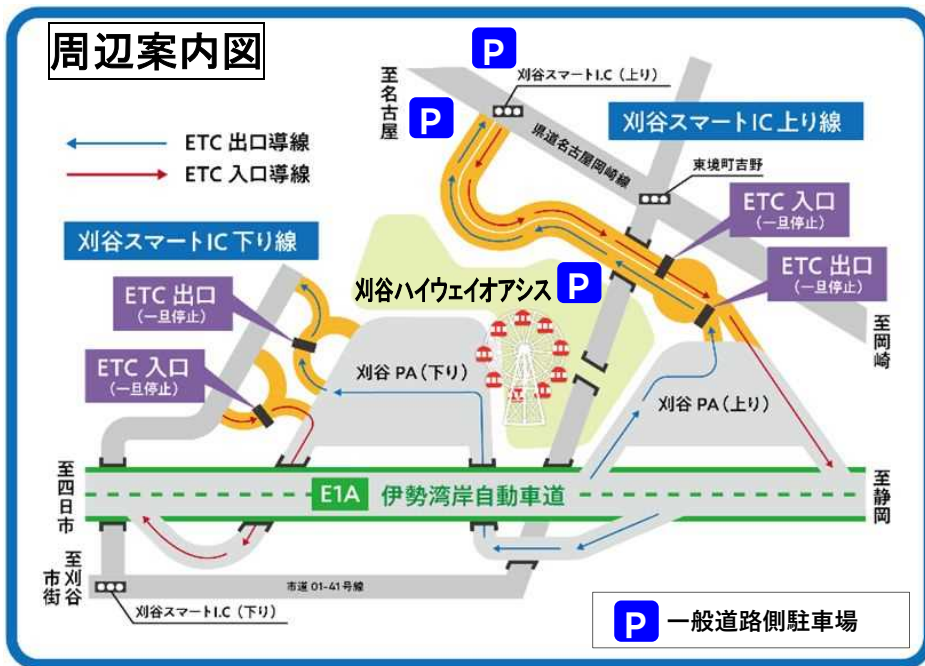 周辺案内図
ETC 出口導線
ETC 入口導線
至名古屋
P
P
刈谷スマートI.C（上り）
県道名古屋岡崎線
刈谷スマートIC 上り線
東境町吉野
ETC 入口
（一旦停止）
ETC 出口
（一旦停止）
至岡崎
刈谷スマートIC 下り線
ETC 出口
（一旦停止）
ETC 入口
（一旦停止）
刈谷ハイウェイオアシス
P
刈谷 PA（下り）
刈谷 PA（上り）
至四日市
E1A 伊勢湾岸自動車道
至静岡
至刈谷
市街
市道 01-41 号線
刈谷スマートI.C（下り）
P 一般道路側駐車場